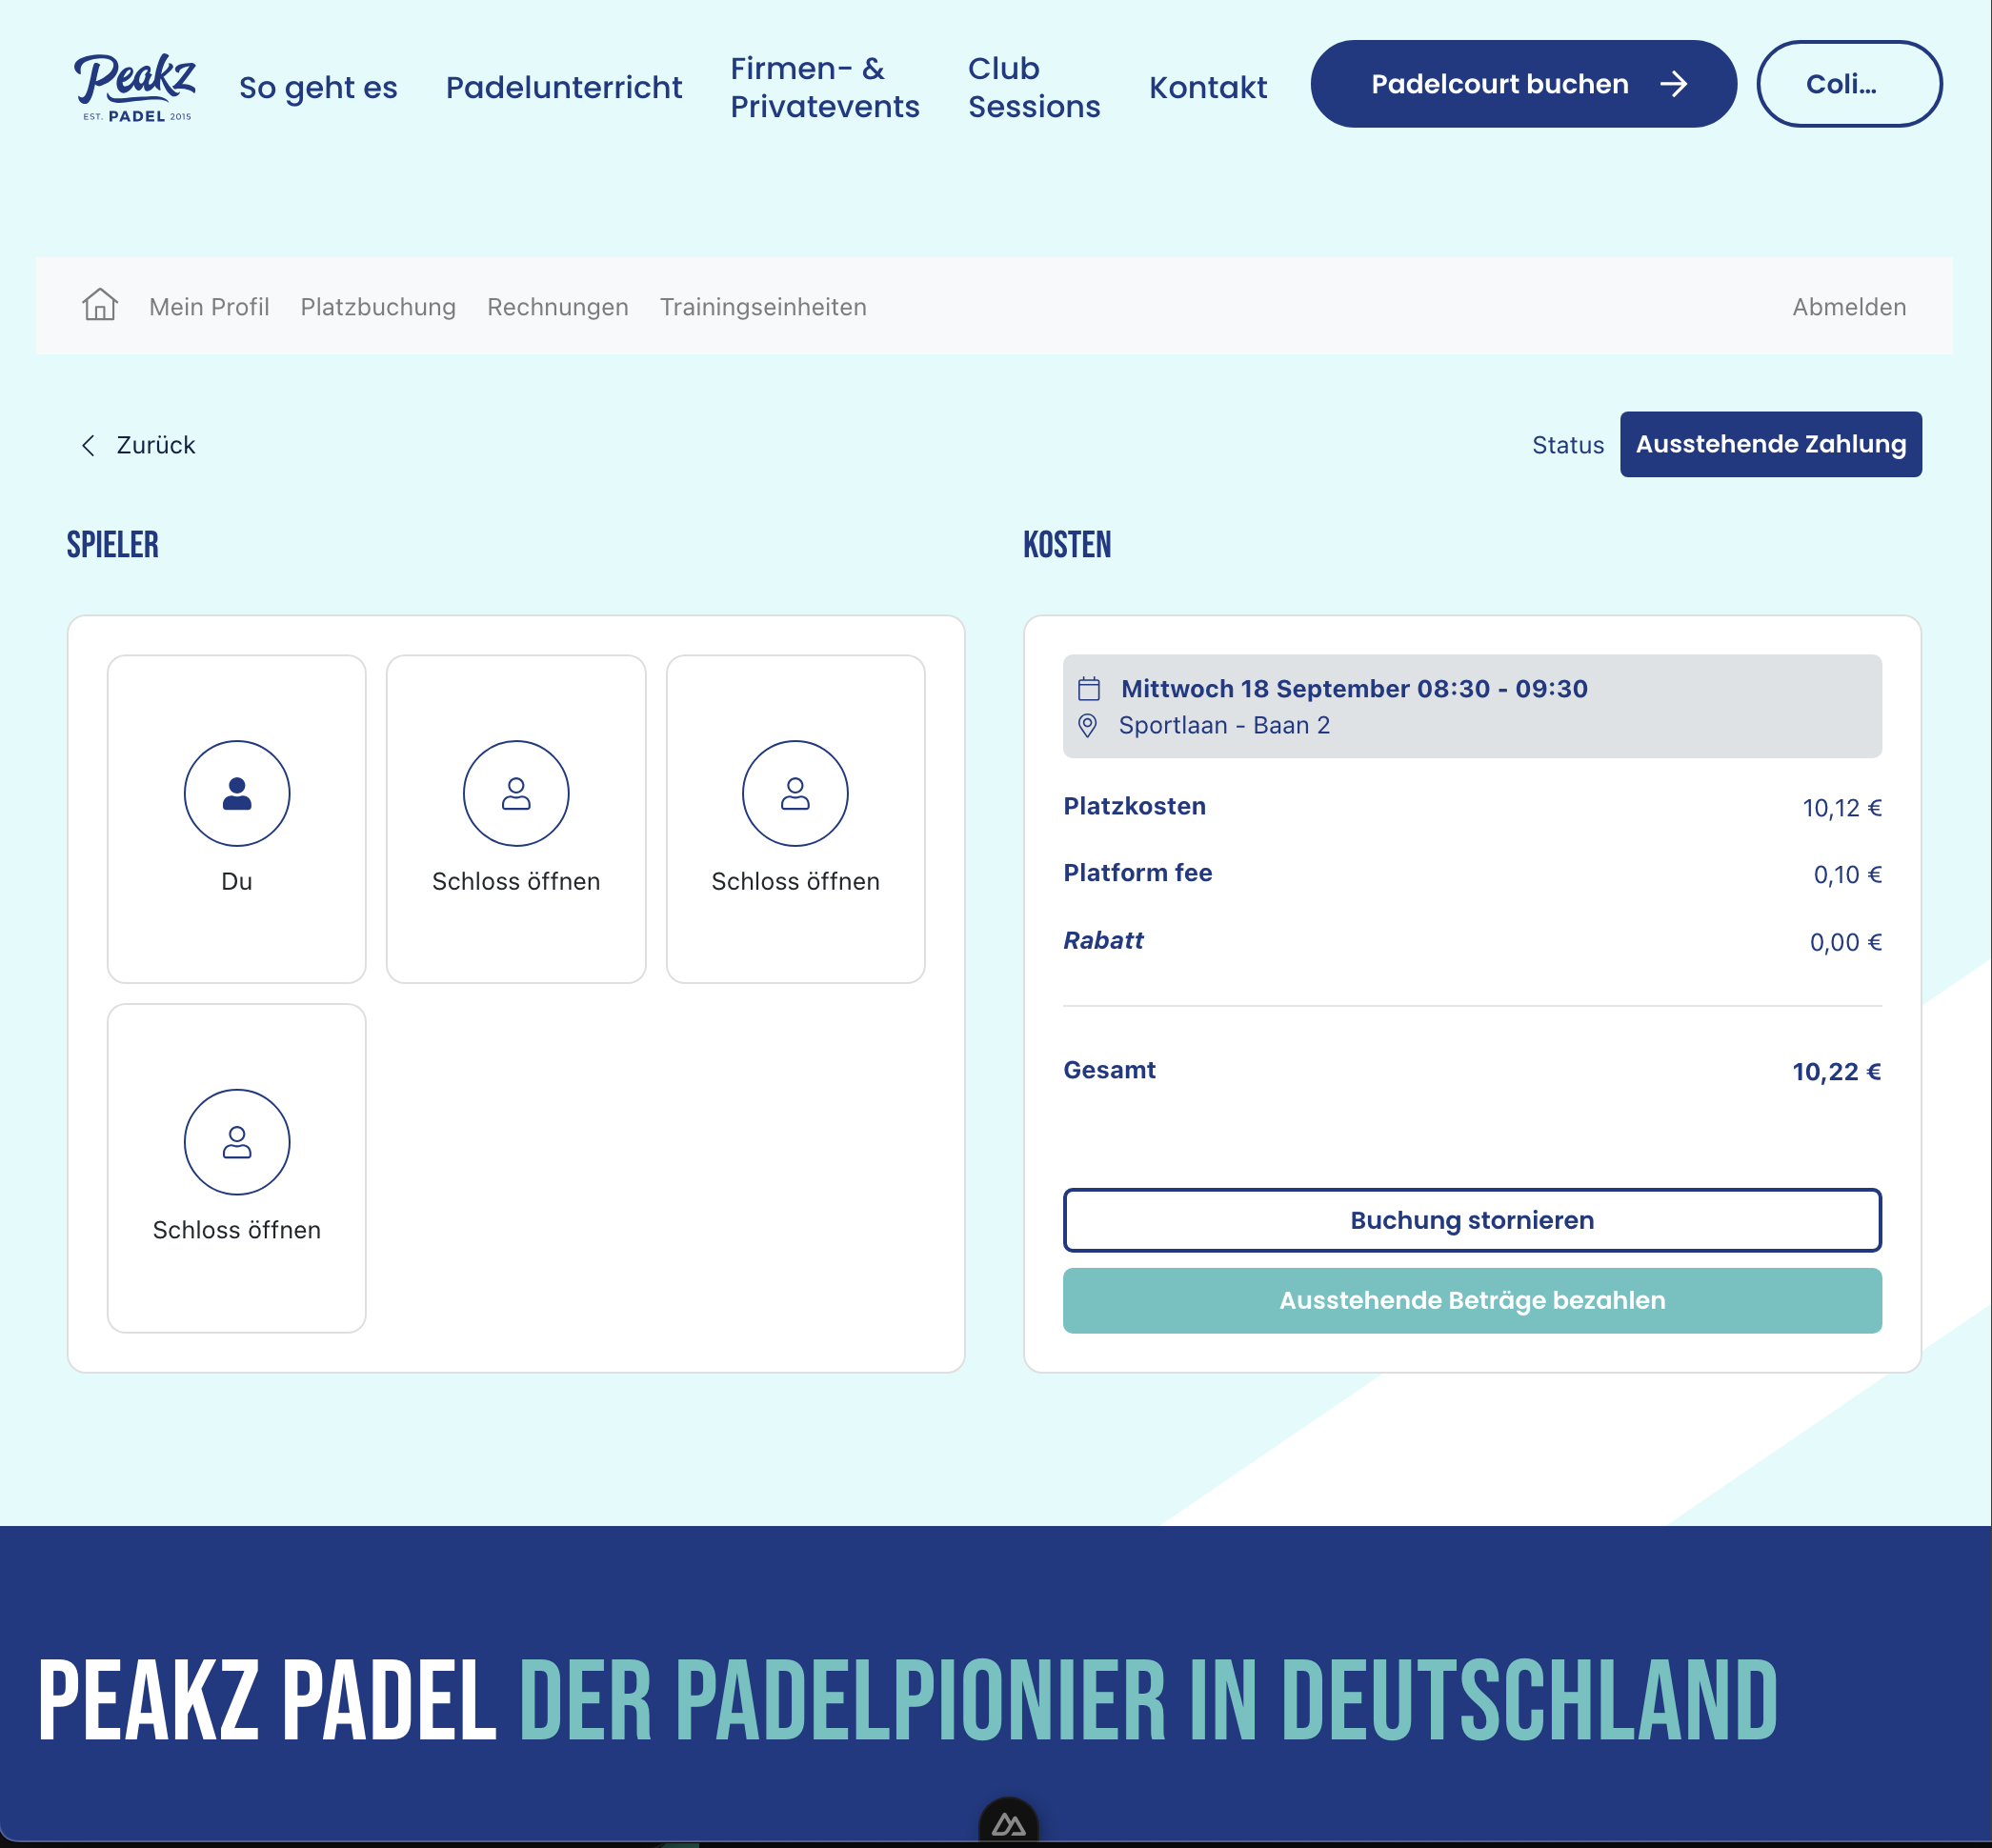 Peakz
EST. PADEL 2015
So geht es
Padelunterricht
Firmen- &
Privatevents
Club
Sessions
Kontakt
Padelcourt buchen
Coli...
Mein Profil
Platzbuchung
Rechnungen
Trainingseinheiten
Abmelden
Zurück
Status
Ausstehende Zahlung
SPIELER
Du
Schloss öffnen
Schloss öffnen
Schloss öffnen
KOSTEN
Mittwoch 18 September 08:30 - 09:30
Sportlaan - Baan 2
Platzkosten 10,12 €
Platform fee 0,10 €
Rabatt 0,00 €
Gesamt 10,22 €
Buchung stornieren
Ausstehende Beträge bezahlen
PEAKZ PADEL DER PADELPIONIER IN DEUTSCHLAND